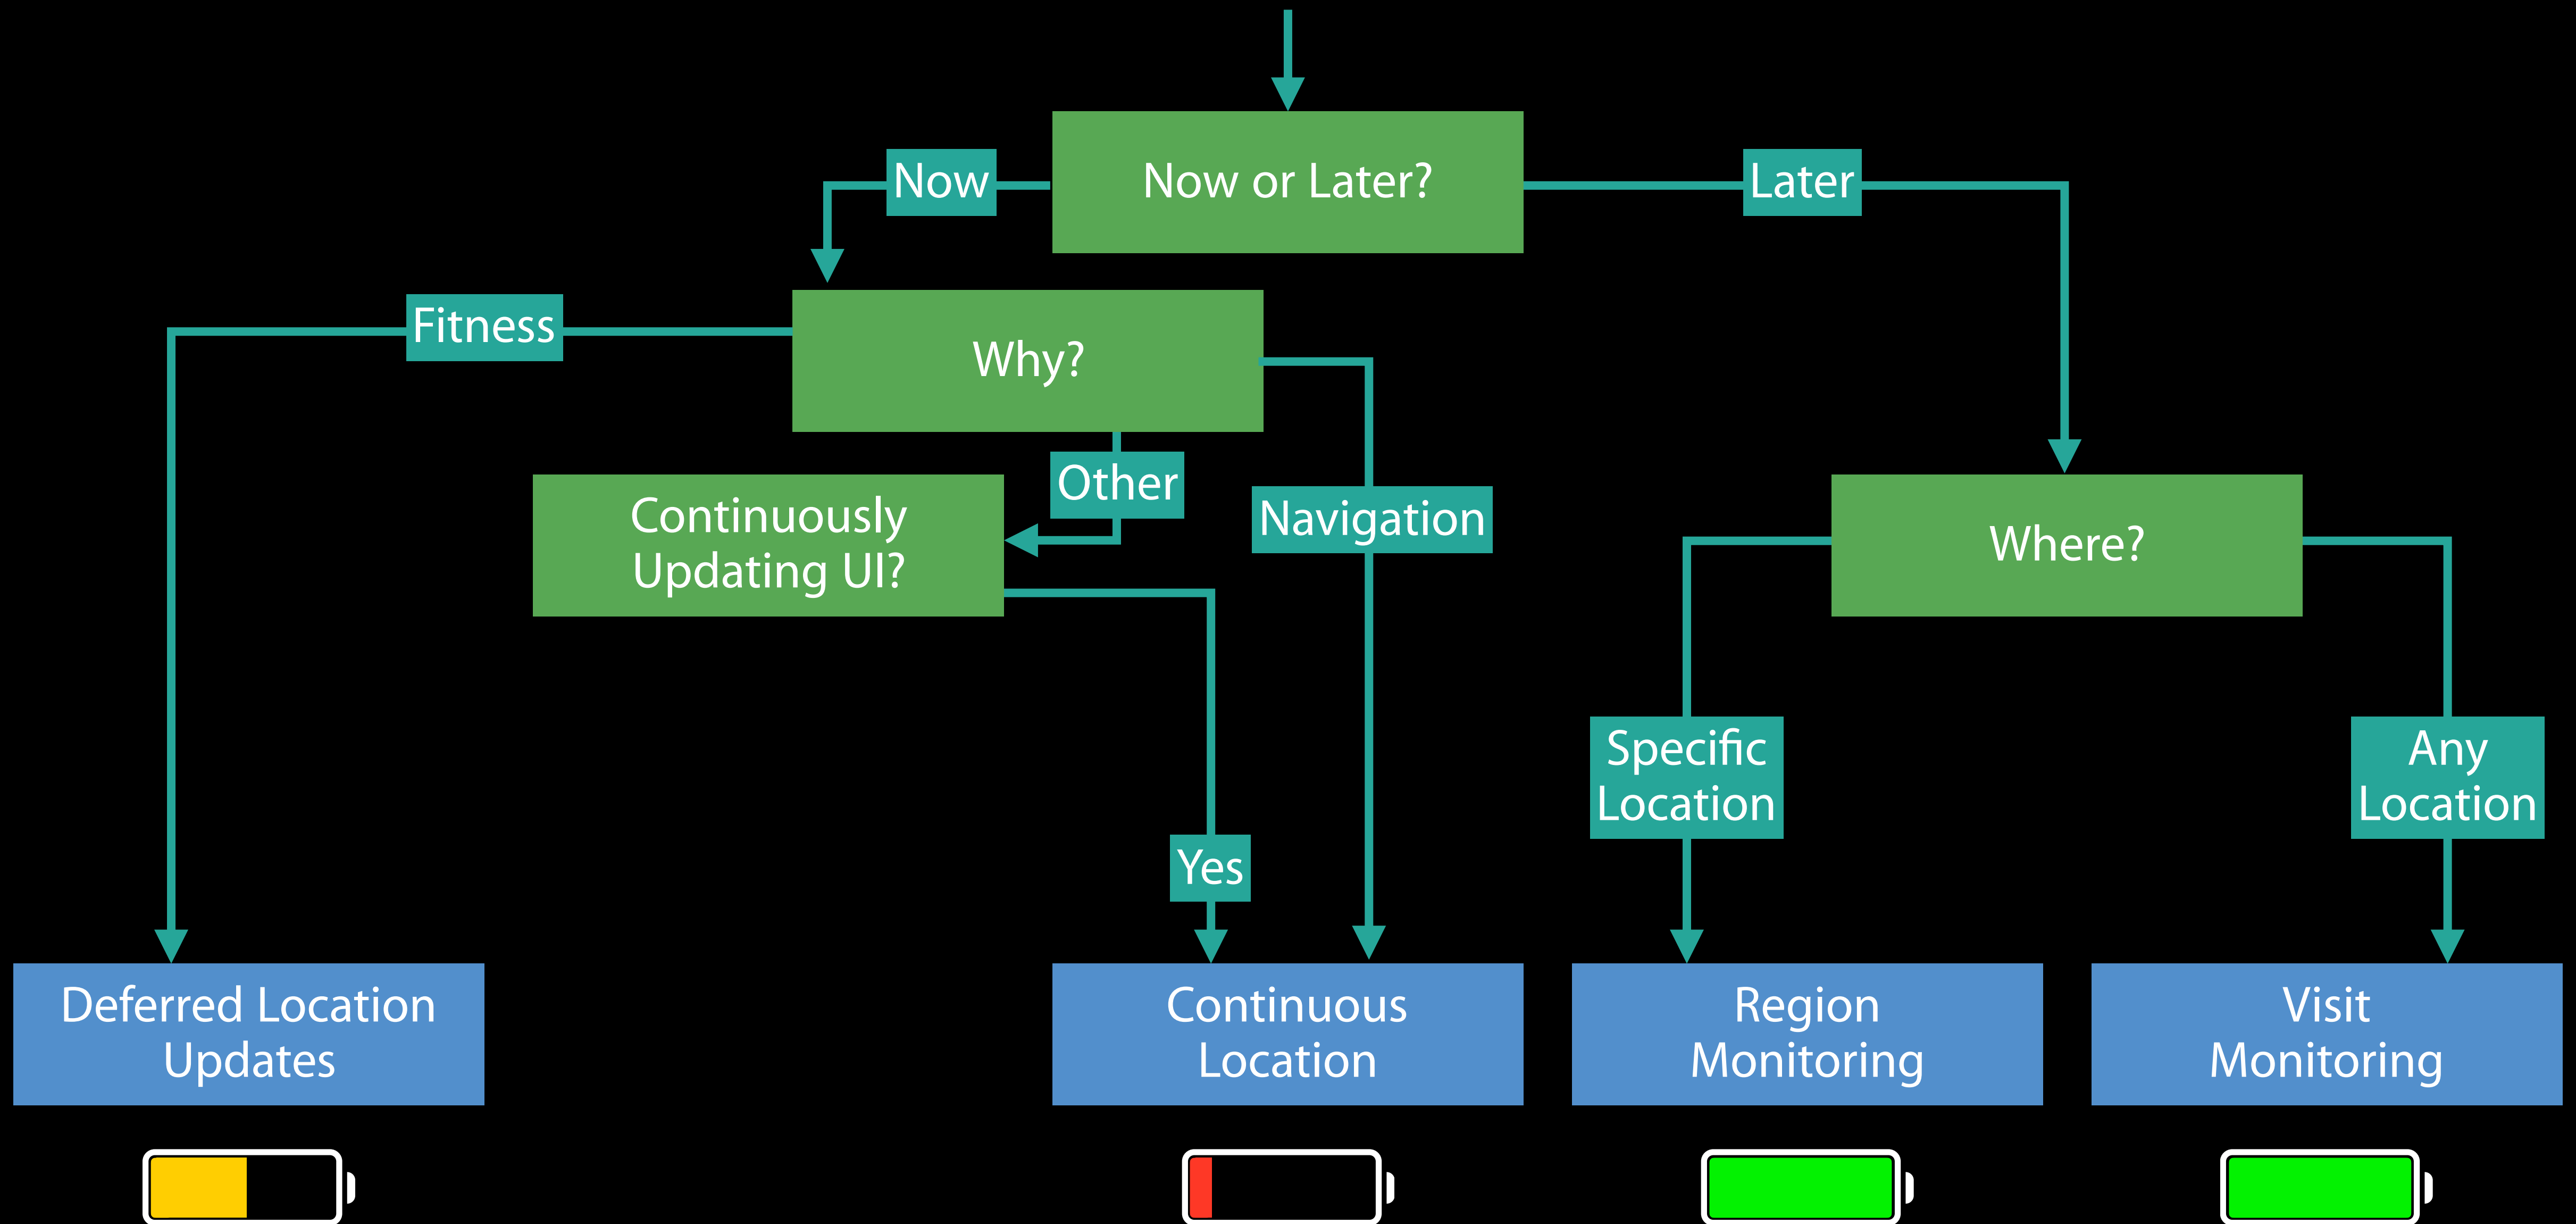 Now or Later?
Now
Later
Fitness
Why?
Other
Navigation
Continuously
Updating UI?
Where?
Specific
Location
Any
Location
Yes
Deferred Location
Updates
Continuous
Location
Region
Monitoring
Visit
Monitoring